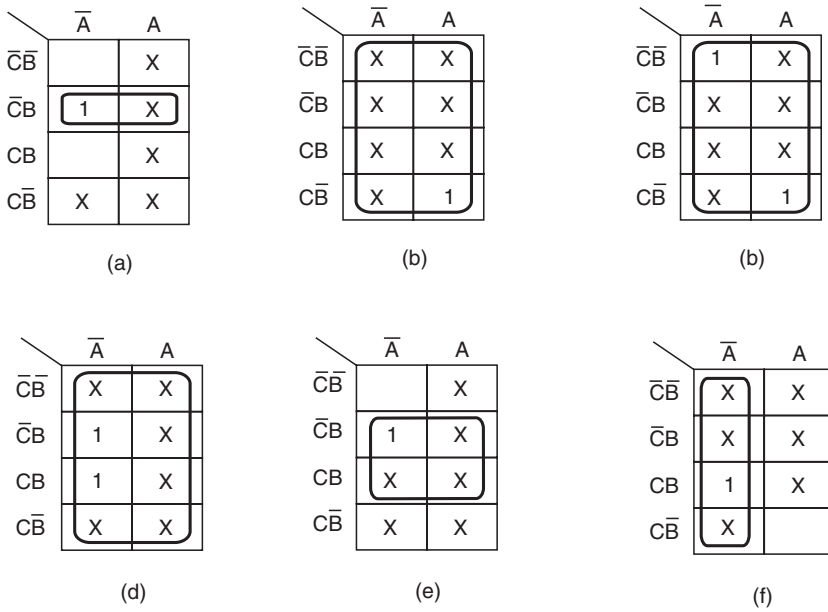 A̅ A
C̅B̅ X
C̅B 1 X
CB X
CB̅ X X
(a)
A̅ A
C̅B̅ X X
C̅B X X
CB X X
CB̅ X 1
(b)
A̅ A
C̅B̅ 1 X
C̅B X X
CB X X
CB̅ X 1
(b)
A̅ A
C̅B̅ X X
C̅B 1 X
CB 1 X
CB̅ X X
(d)
A̅ A
C̅B̅ X
C̅B 1 X
CB X X
CB̅ X X
(e)
A̅ A
C̅B̅ X X
C̅B X X
CB 1 X
CB̅ X
(f)